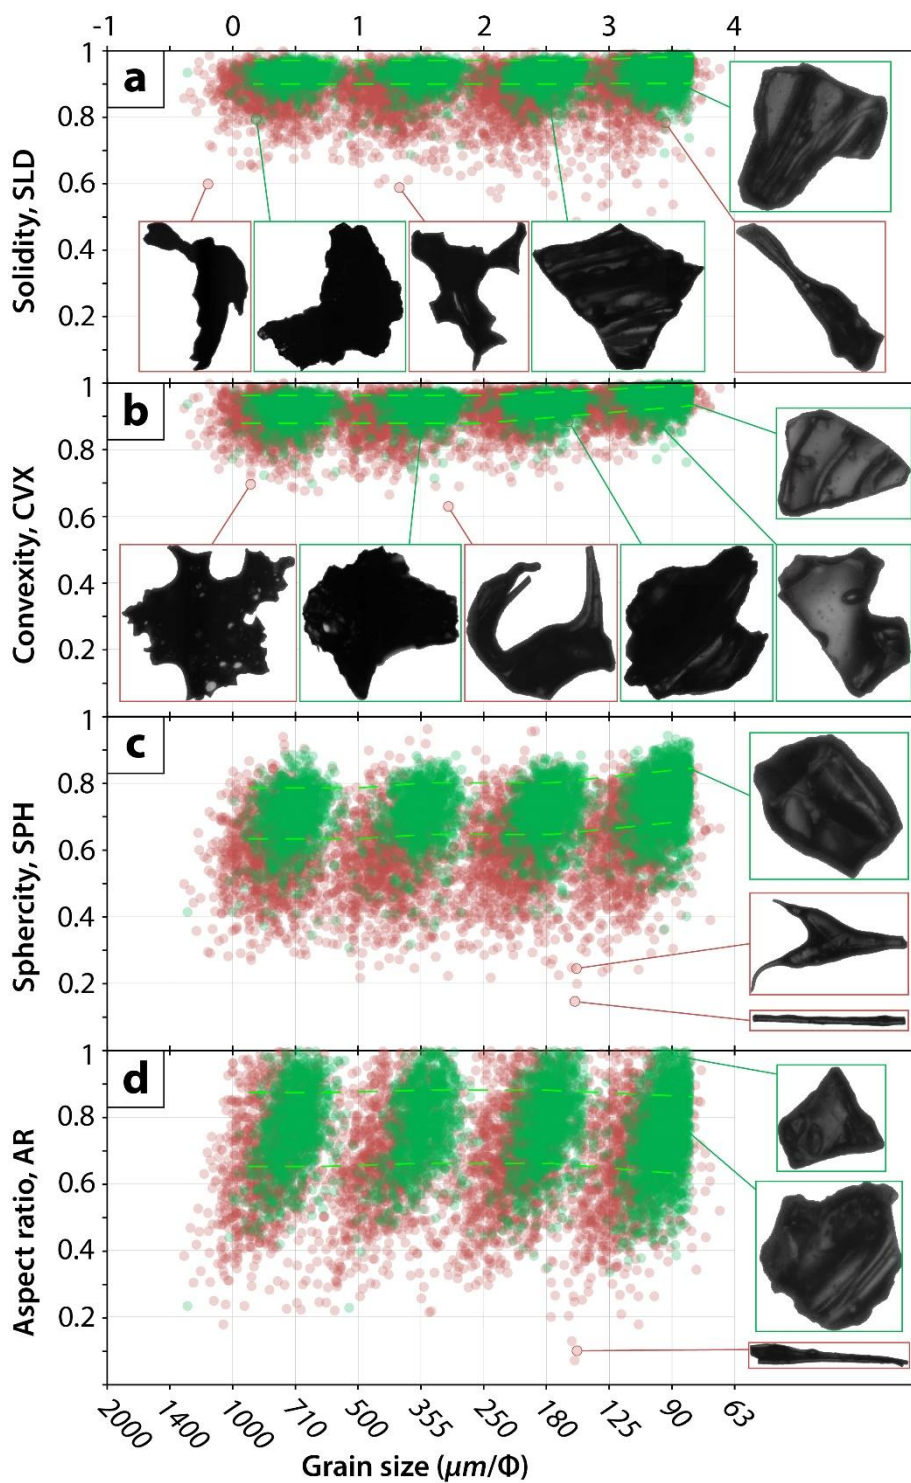 -1 0 1 2 3 4
a
Solidity, SLD
1
0.8
0.6
0.4
0.2
b
Convexity, CVX
1
0.8
0.6
0.4
0.2
c
Sphercity, SPH
1
0.8
0.6
0.4
0.2
d
Aspect ratio, AR
1
0.8
0.6
0.4
0.2
2000 1400 1000 710 500 355 250 180 125 90 63
Grain size (μm/Φ)